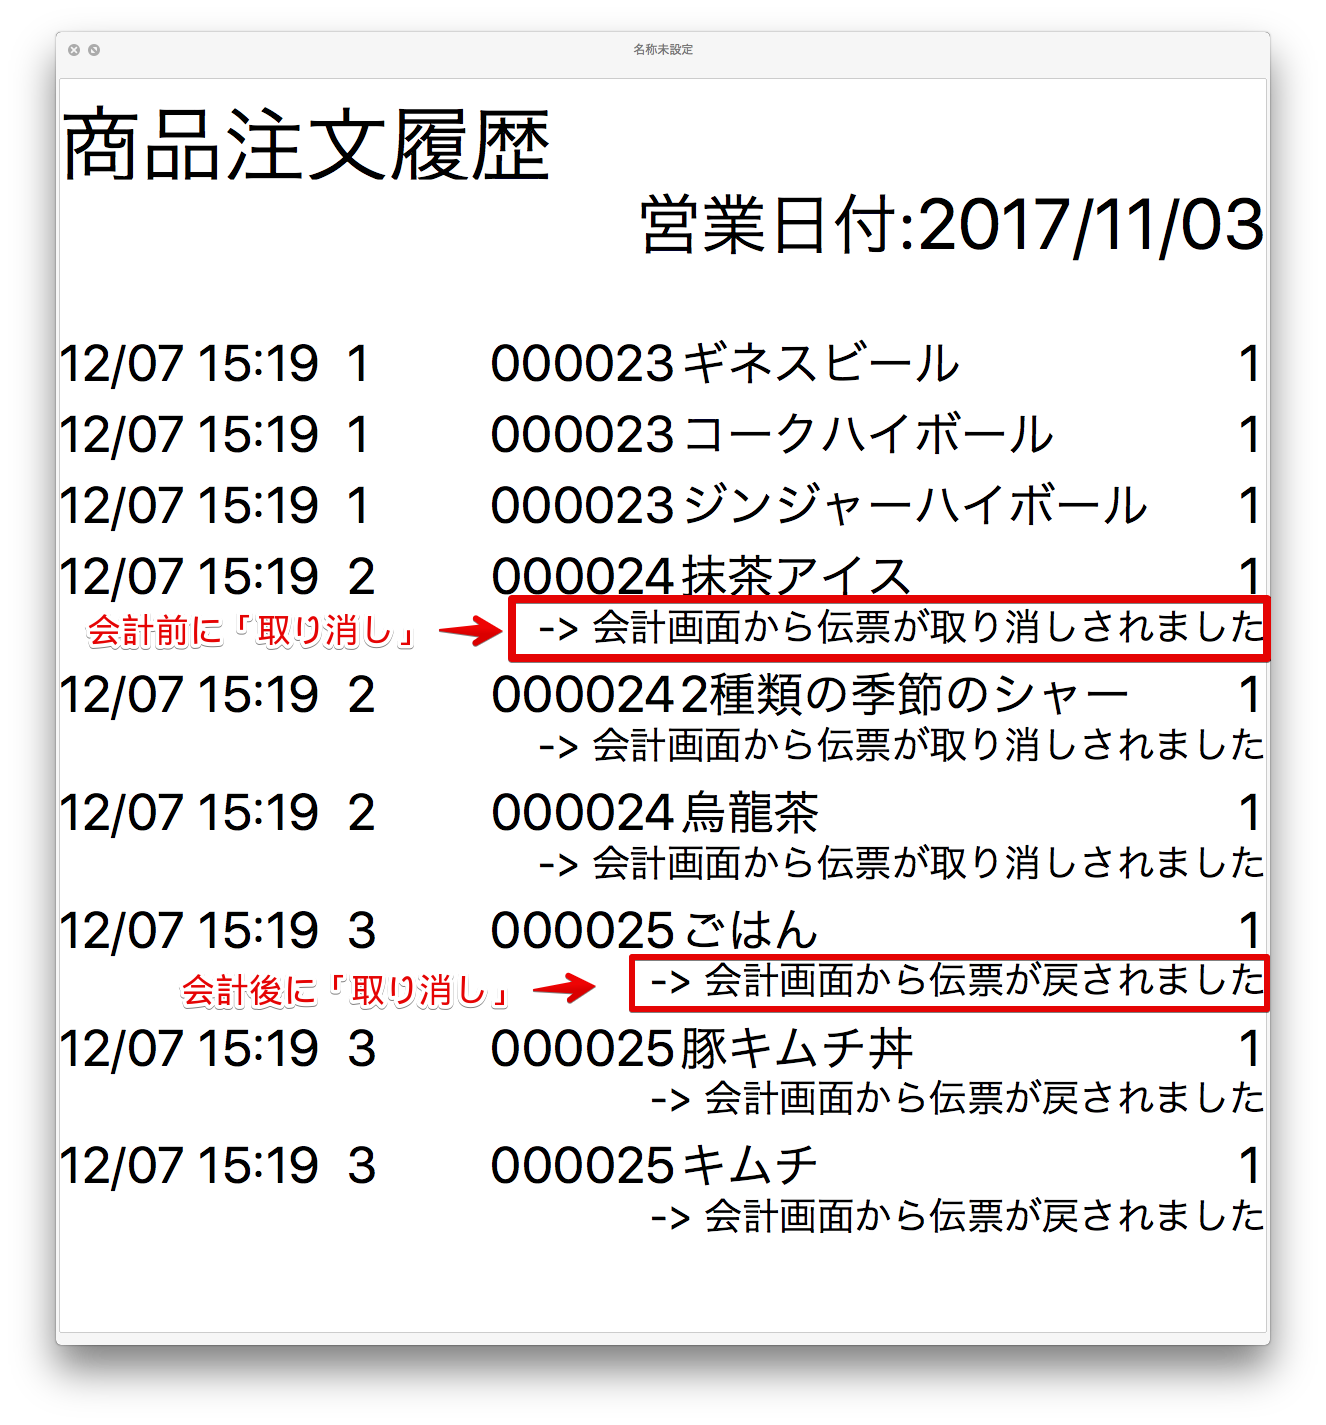 名称未設定
商品注文履歴
営業日付:2017/11/03
12/07 15:19 1 000023 ギネスビール 1
12/07 15:19 1 000023 コークハイボール 1
12/07 15:19 1 000023 ジンジャーハイボール 1
12/07 15:19 2 000024 抹茶アイス 1
会計前に「取り消し」 -> 会計画面から伝票が取り消しされました
12/07 15:19 2 000024 2種類の季節のシャー 1
-> 会計画面から伝票が取り消しされました
12/07 15:19 2 000024 烏龍茶 1
-> 会計画面から伝票が取り消しされました
12/07 15:19 3 000025 ごはん 1
会計後に「取り消し」 -> 会計画面から伝票が戻されました
12/07 15:19 3 000025 豚キムチ丼 1
-> 会計画面から伝票が戻されました
12/07 15:19 3 000025 キムチ 1
-> 会計画面から伝票が戻されました